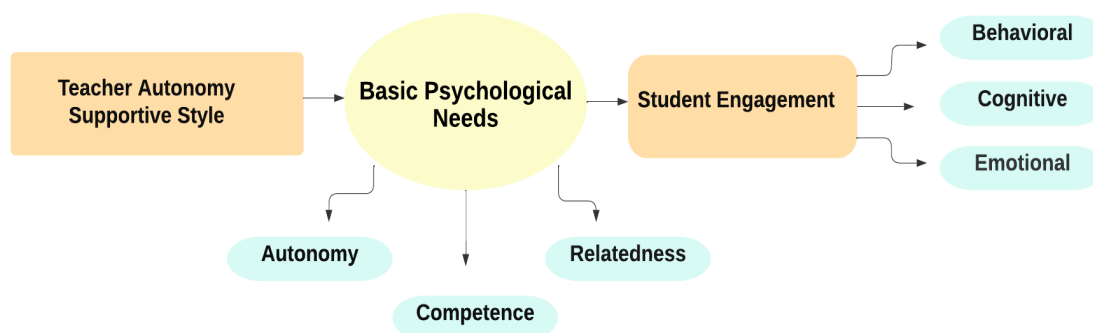 Teacher Autonomy
Supportive Style
Basic Psychological
Needs
Student Engagement
Behavioral
Cognitive
Emotional
Autonomy
Relatedness
Competence